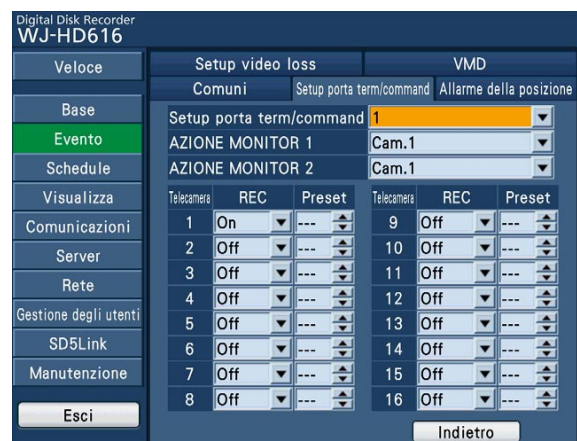 Digital Disk Recorder
WJ-HD616
Veloce
Base
Evento
Schedule
Visualizza
Comunicazioni
Server
Rete
Gestione degli utenti
SD5Link
Manutenzione
Esci
Setup video loss VMD
Comuni Setup porta term/command Allarme della posizione
Setup porta term/command 1
AZIONE MONITOR 1 Cam.1
AZIONE MONITOR 2 Cam.1
Telecamera REC Preset Telecamera REC Preset
1 On --- 9 Off ---
2 Off --- 10 Off ---
3 Off --- 11 Off ---
4 Off --- 12 Off ---
5 Off --- 13 Off ---
6 Off --- 14 Off ---
7 Off --- 15 Off ---
8 Off --- 16 Off ---
Indietro